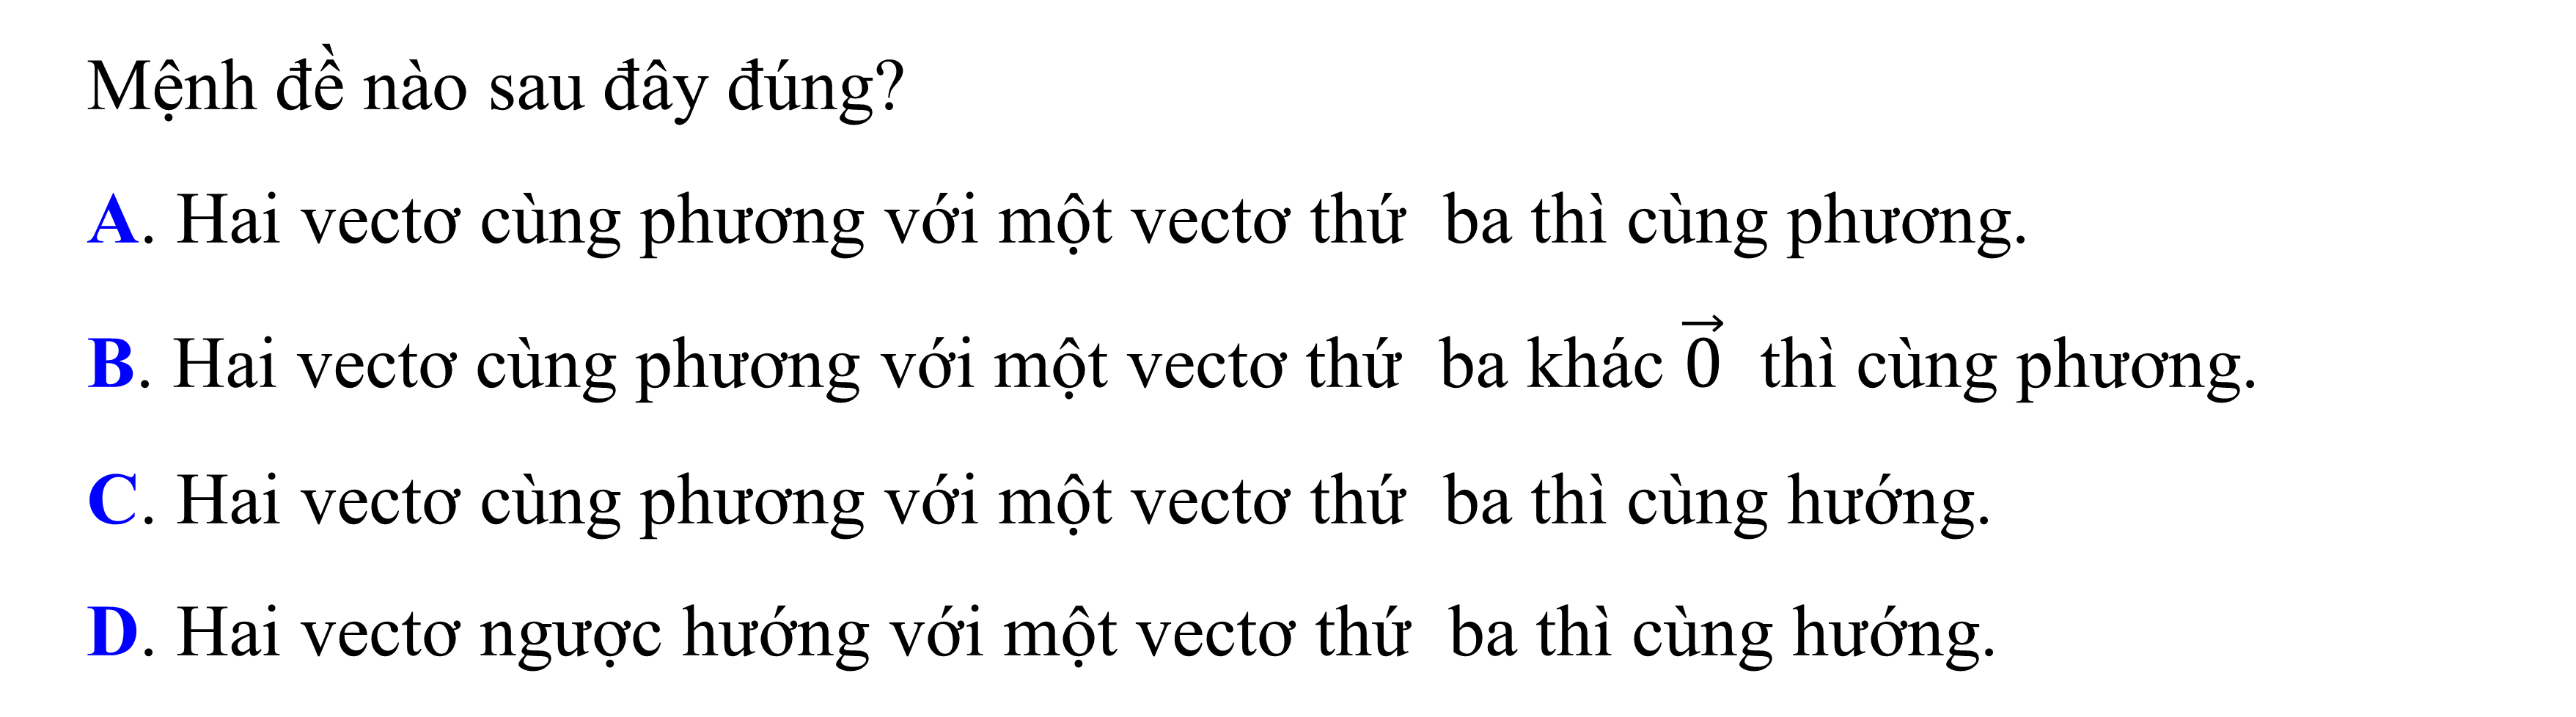 Mệnh đề nào sau đây đúng?
A. Hai vectơ cùng phương với một vectơ thứ ba thì cùng phương.
B. Hai vectơ cùng phương với một vectơ thứ ba khác $\overrightarrow{0}$ thì cùng phương.
C. Hai vectơ cùng phương với một vectơ thứ ba thì cùng hướng.
D. Hai vectơ ngược hướng với một vectơ thứ ba thì cùng hướng.